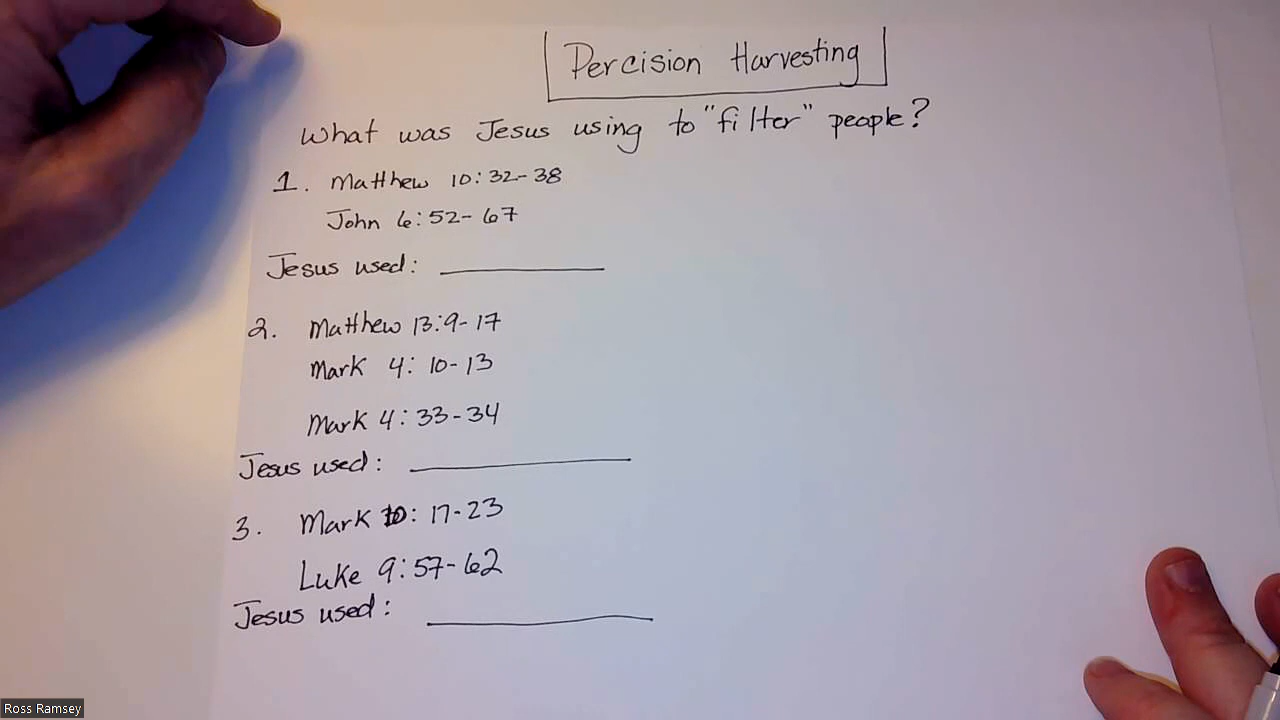 Percision Harvesting
What was Jesus using to "filter" people?
1. Matthew 10:32-38
John 6:52-67
Jesus used:
2. Matthew 13:9-17
Mark 4:10-13
Mark 4:33-34
Jesus used:
3. Mark 10:17-23
Luke 9:57-62
Jesus used:
Ross Ramsey